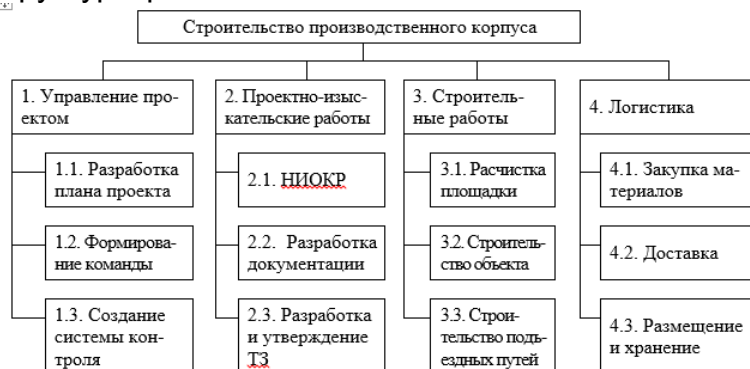 Строительство производственного корпуса
1. Управление про-
ектом
2. Проектно-изыс-
кательские работы
3. Строитель-
ные работы
4. Логистика
1.1. Разработка
плана проекта
2.1. НИОКР
3.1. Расчистка
площадки
4.1. Закупка ма-
териалов
1.2. Формирова-
ние команды
2.2. Разработка
документации
3.2. Строитель-
ство объекта
4.2. Доставка
1.3. Создание
системы кон-
троля
2.3. Разработка
и утверждение
ТЗ
3.3. Строи-
тельство подъ-
ездных путей
4.3. Размещение
и хранение